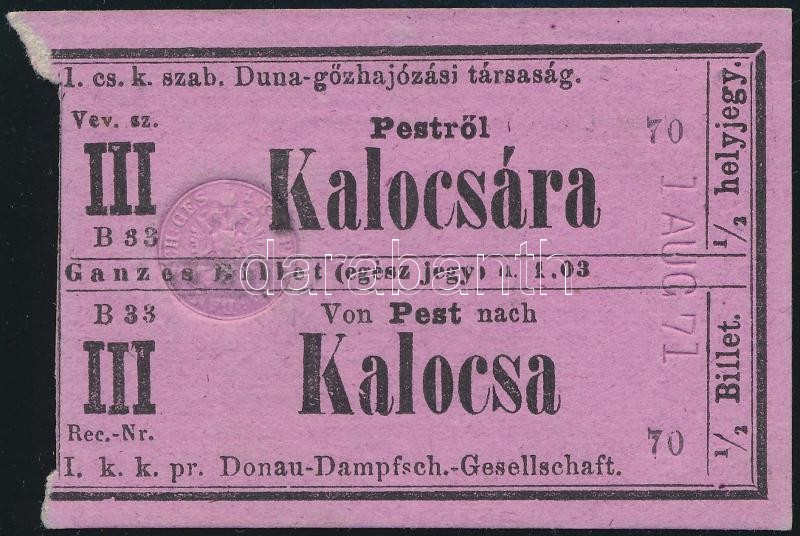 I. cs. k. szab. Duna-gőzhajózási társaság.
Vev. sz.
III
B 33
Pestről
70
Kalocsára
½ helyjegy.
Ganzes Billet (egész jegy) n. 1.03
1 AUG 71
B 33
III
Rec.-Nr.
Von Pest nach
Kalocsa
70
½ Billet.
I. k. k. pr. Donau-Dampfsch.-Gesellschaft.
darabanth